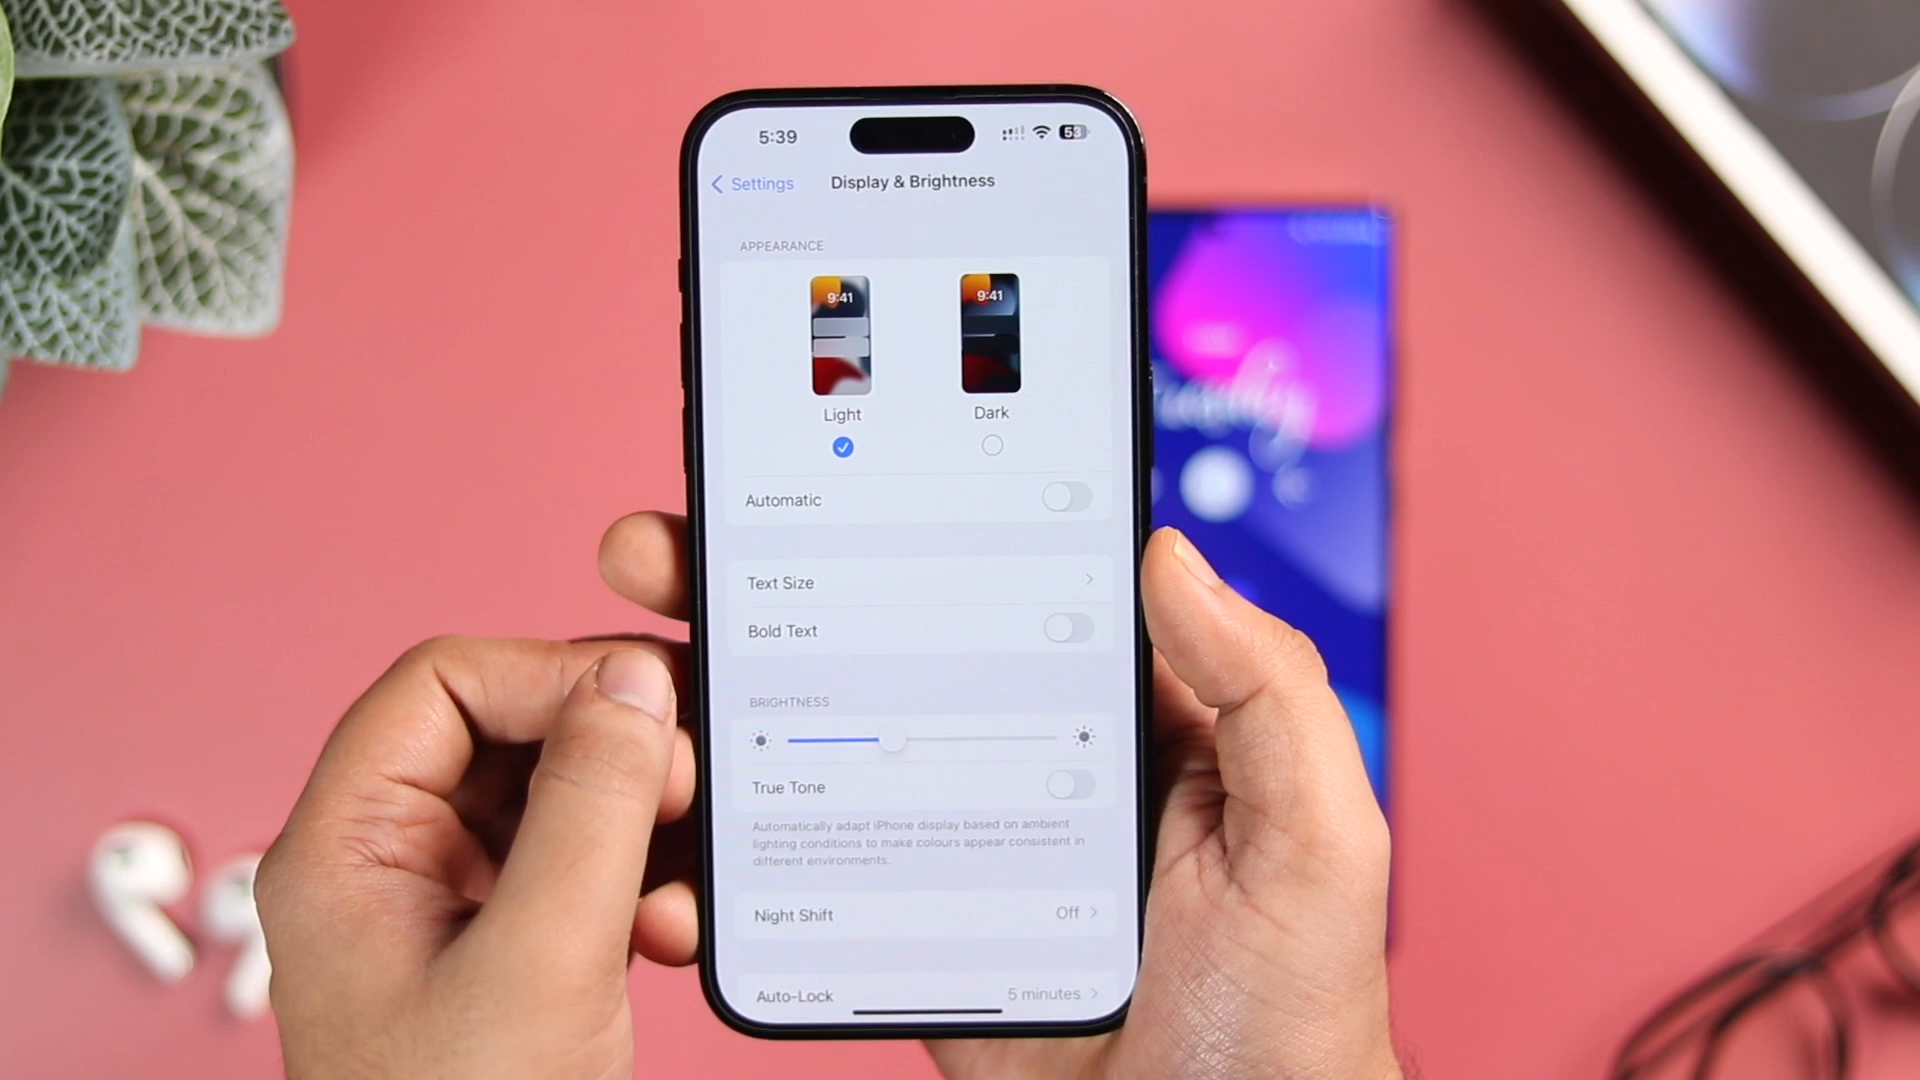 5:39
53
Settings
Display & Brightness
APPEARANCE
9:41
9:41
Light
Dark
Automatic
Text Size
Bold Text
BRIGHTNESS
True Tone
Automatically adapt iPhone display based on ambient
lighting conditions to make colours appear consistent in
different environments.
Night Shift
Off
Auto-Lock
5 minutes